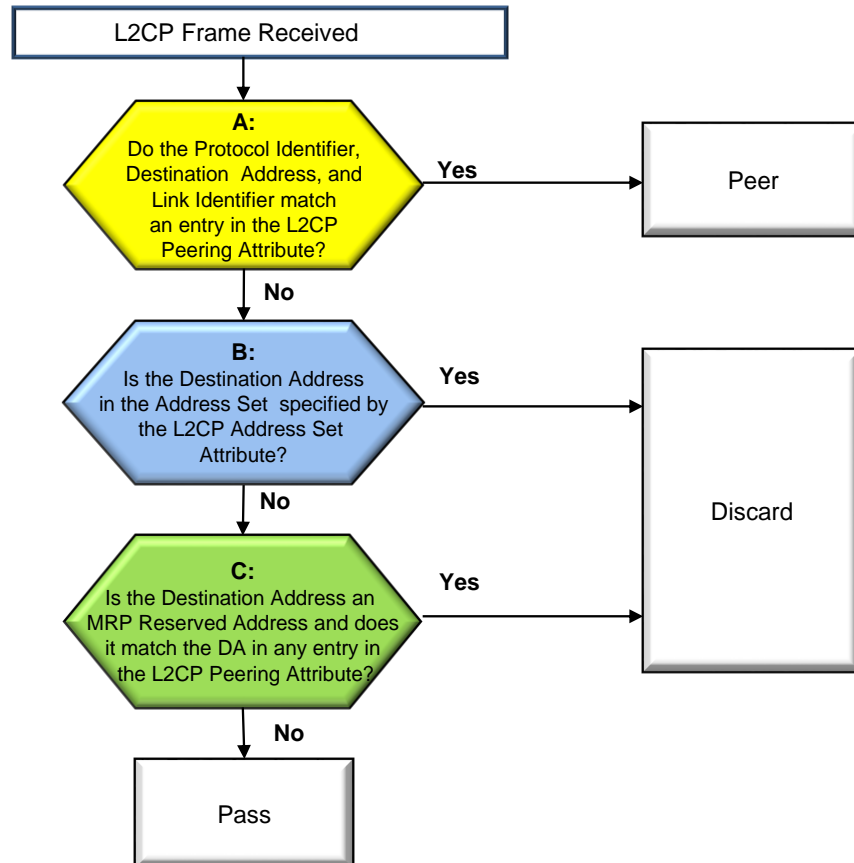 L2CP Frame Received
A:
Do the Protocol Identifier,
Destination Address, and
Link Identifier match
an entry in the L2CP
Peering Attribute?
Yes
Peer
No
B:
Is the Destination Address
in the Address Set specified by
the L2CP Address Set
Attribute?
Yes
Discard
No
C:
Is the Destination Address an
MRP Reserved Address and does
it match the DA in any entry in
the L2CP Peering Attribute?
Yes
No
Pass